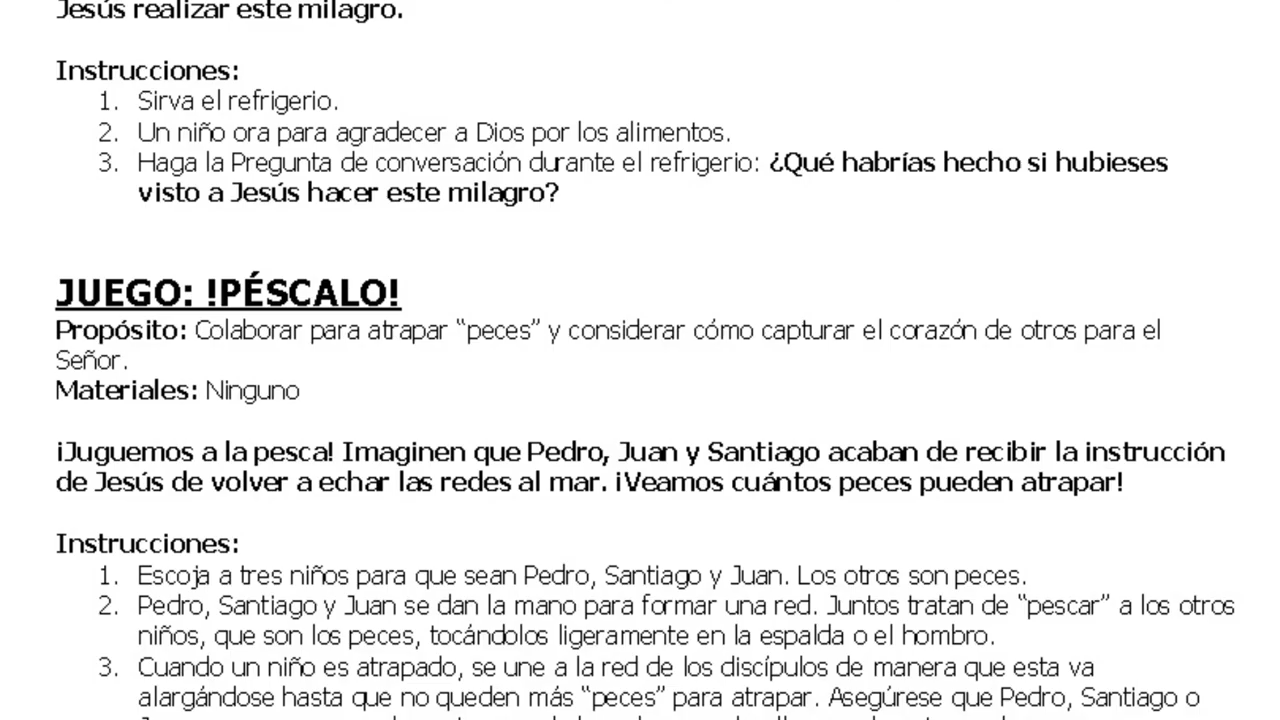 Jesús realizar este milagro.
Instrucciones:
1. Sirva el refrigerio.
2. Un niño ora para agradecer a Dios por los alimentos.
3. Haga la Pregunta de conversación durante el refrigerio: ¿Qué habrías hecho si hubieses
visto a Jesús hacer este milagro?
JUEGO: !PÉSCALO!
Propósito: Colaborar para atrapar “peces” y considerar cómo capturar el corazón de otros para el
Señor.
Materiales: Ninguno
¡Juguemos a la pesca! Imaginen que Pedro, Juan y Santiago acaban de recibir la instrucción
de Jesús de volver a echar las redes al mar. ¡Veamos cuántos peces pueden atrapar!
Instrucciones:
1. Escoja a tres niños para que sean Pedro, Santiago y Juan. Los otros son peces.
2. Pedro, Santiago y Juan se dan la mano para formar una red. Juntos tratan de “pescar” a los otros
niños, que son los peces, tocándolos ligeramente en la espalda o el hombro.
3. Cuando un niño es atrapado, se une a la red de los discípulos de manera que esta va
alargándose hasta que no queden más “peces” para atrapar. Asegúrese que Pedro, Santiago o